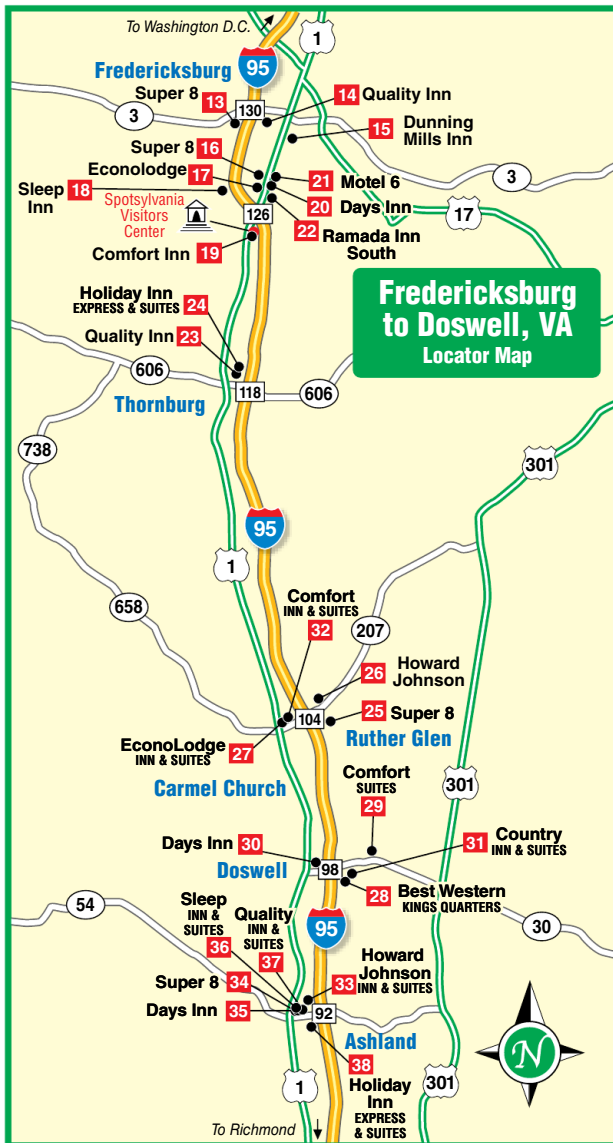 To Washington D.C.
1
95
Fredericksburg
Super 8
13
130
14 Quality Inn
3
15 Dunning
Mills Inn
Super 8 16
Econolodge 17
Sleep 18
Inn
21 Motel 6
20 Days Inn
22 Ramada Inn
South
3
17
Spotsylvania
Visitors
Center
126
Comfort Inn 19
Fredericksburg
to Doswell, VA
Locator Map
Holiday Inn
EXPRESS & SUITES 24
Quality Inn 23
606
118
606
Thornburg
738
301
95
1
658
Comfort
INN & SUITES
32
207
26 Howard
Johnson
104
25 Super 8
Ruther Glen
EconoLodge
INN & SUITES 27
Carmel Church
301
Comfort
SUITES
29
Days Inn 30
31 Country
INN & SUITES
Doswell
98
28 Best Western
KINGS QUARTERS
54
30
Sleep
INN &
SUITES
36
Quality
INN &
SUITES
37
95
Howard
Johnson
33 INN & SUITES
Super 8 34
Days Inn 35
92
Ashland
38
Holiday
Inn
EXPRESS
& SUITES
1
301
N
To Richmond